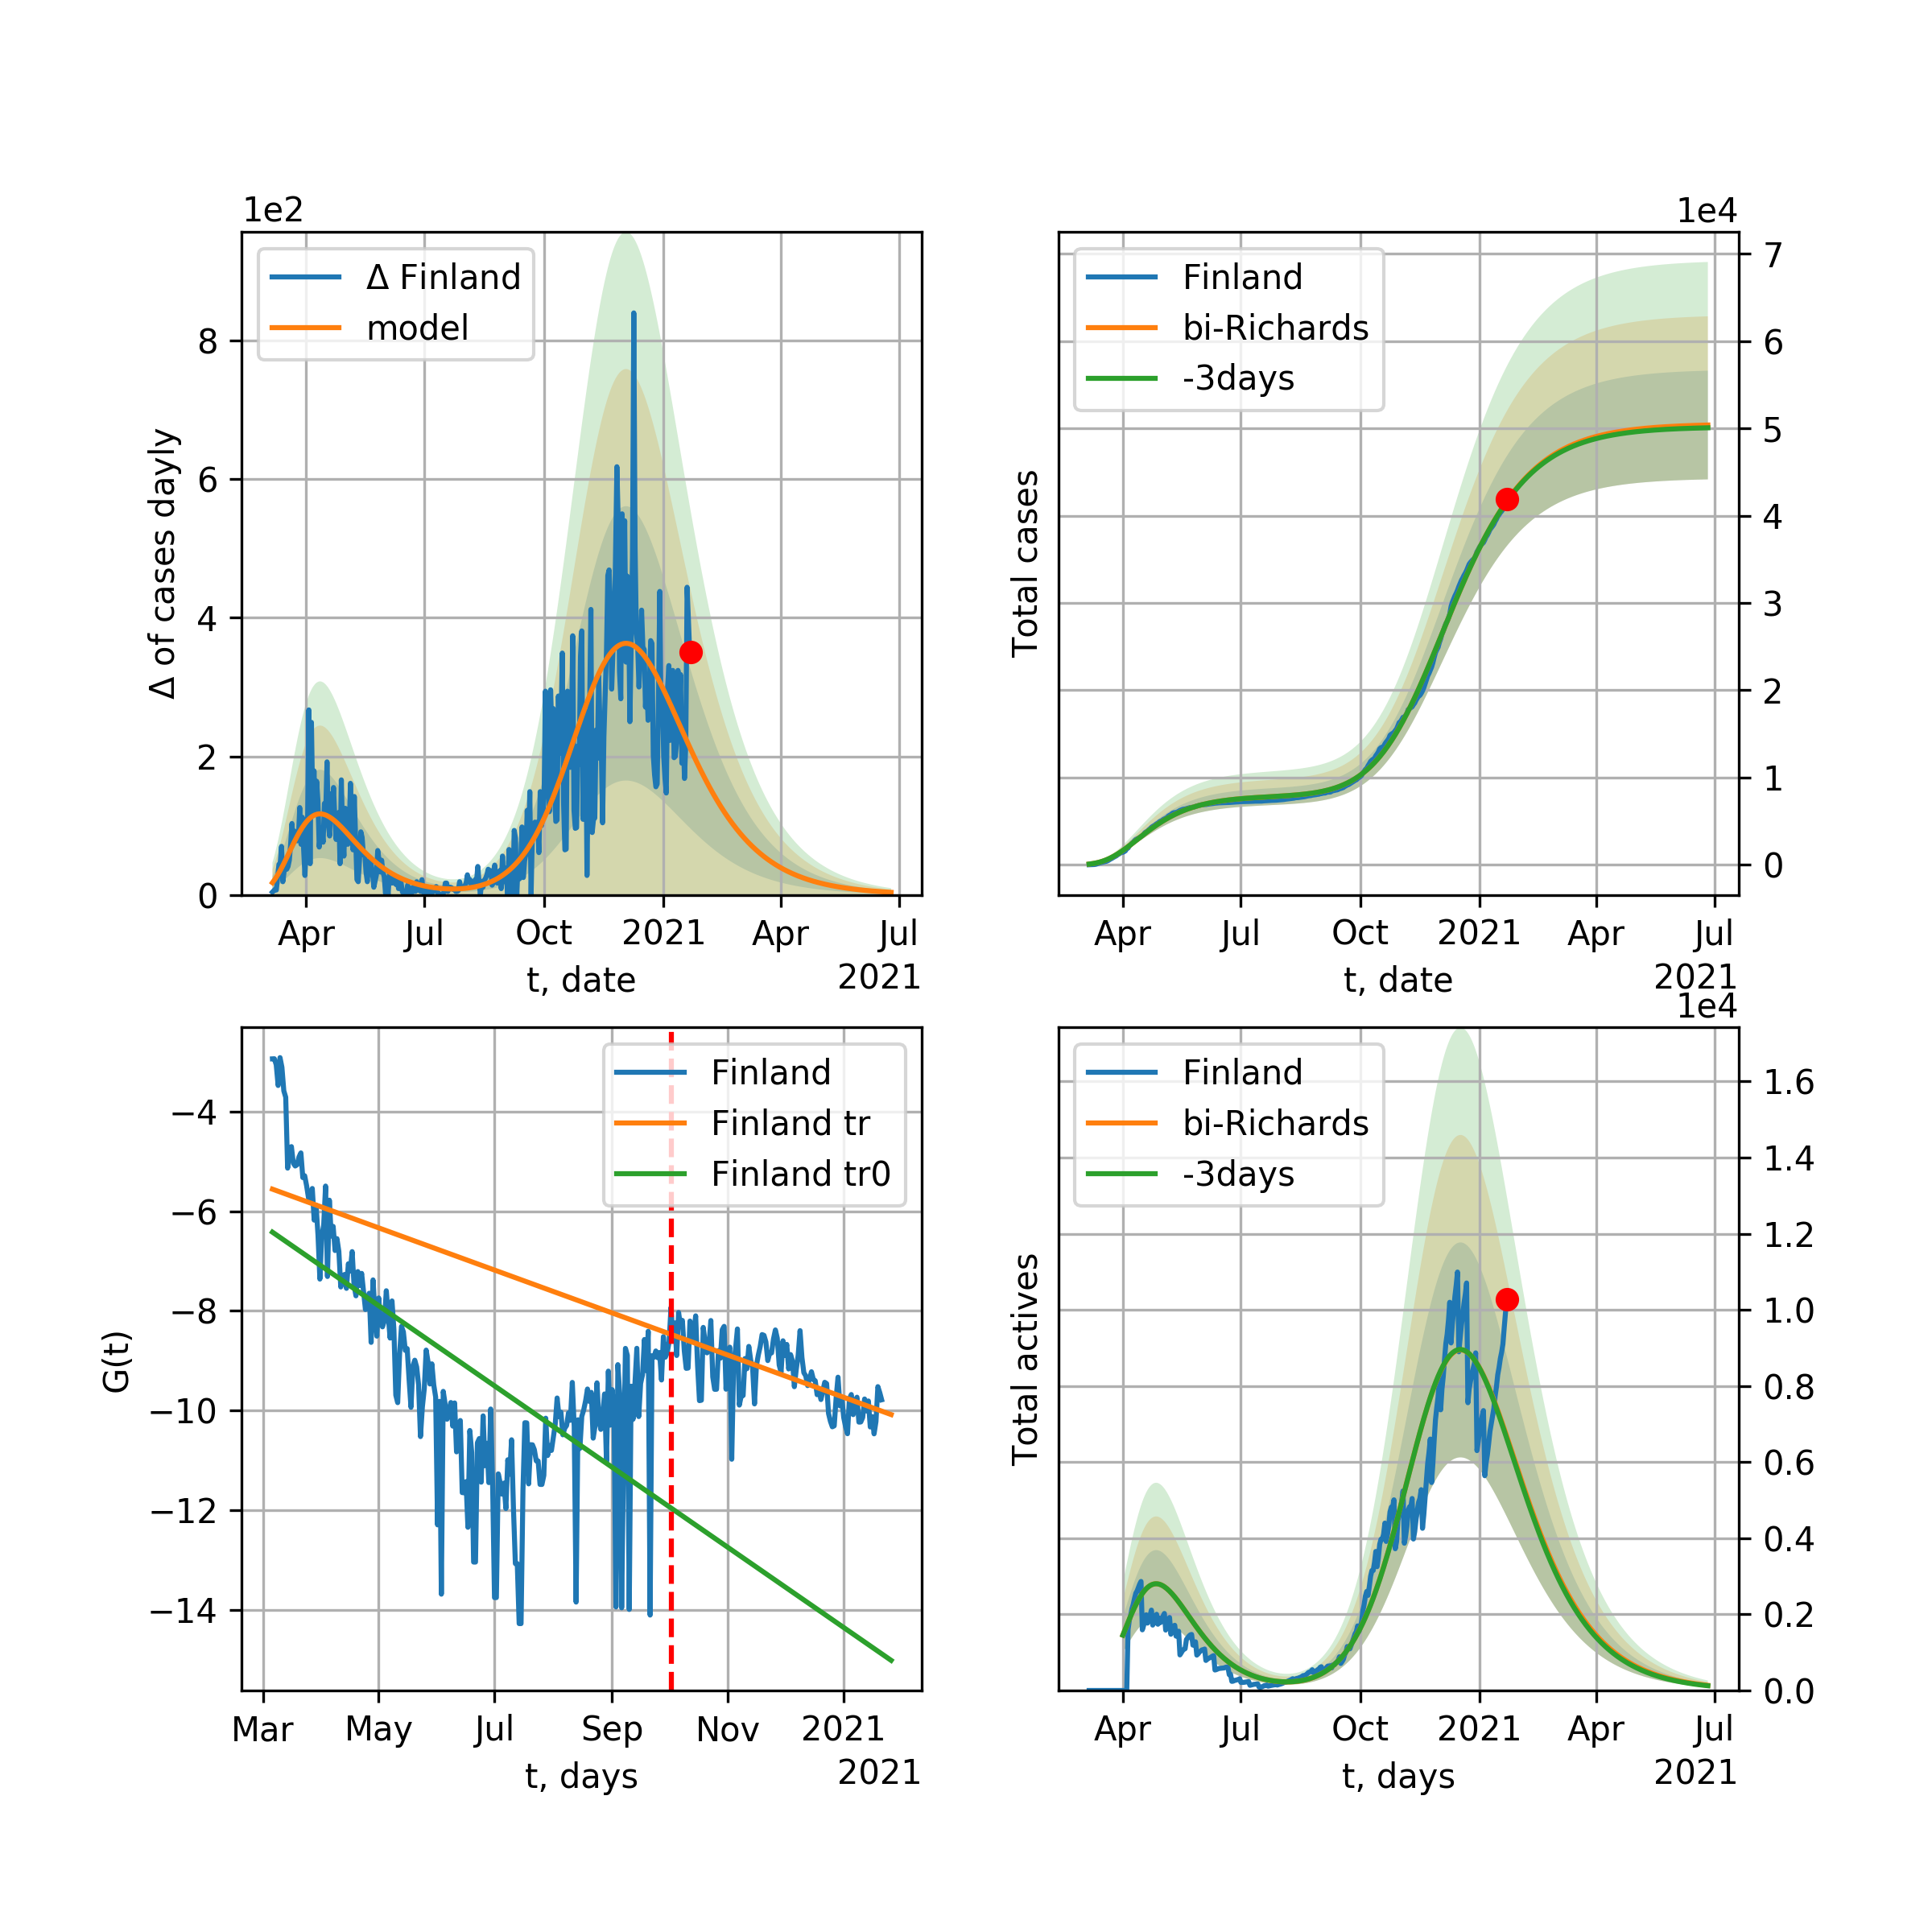 1e2
Δ Finland
model
8
6
4
2
0
Δ of cases dayly
Apr Jul Oct 2021 Apr Jul
t, date 2021
1e4
Finland
bi-Richards
-3days
7
6
5
4
3
2
1
0
Total cases
Apr Jul Oct 2021 Apr Jul
t, date 2021
Finland
Finland tr
Finland tr0
−4
−6
−8
−10
−12
−14
G(t)
Mar May Jul Sep Nov 2021
t, days 2021
1e4
Finland
bi-Richards
-3days
1.6
1.4
1.2
1.0
0.8
0.6
0.4
0.2
0.0
Total actives
Apr Jul Oct 2021 Apr Jul
t, days 2021